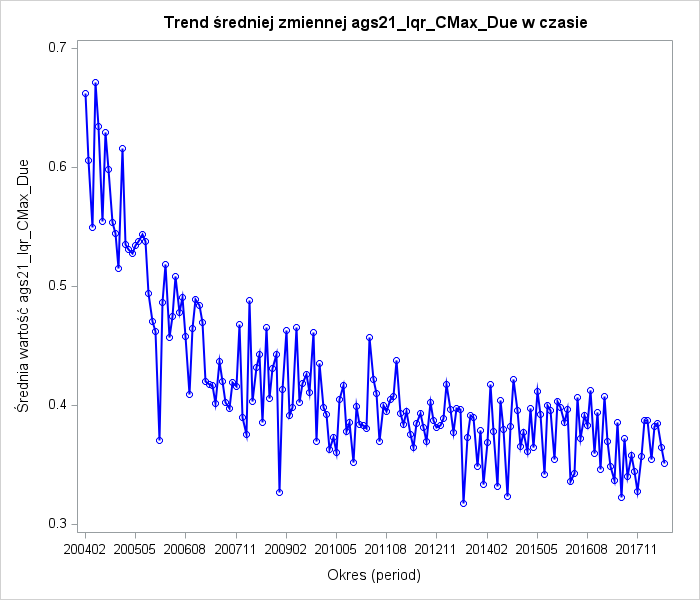 Trend średniej zmiennej ags21_Iqr_CMax_Due w czasie
0.7
0.6
0.5
0.4
0.3
Średnia wartość ags21_Iqr_CMax_Due
200402 200505 200608 200711 200902 201005 201108 201211 201402 201505 201608 201711
Okres (period)